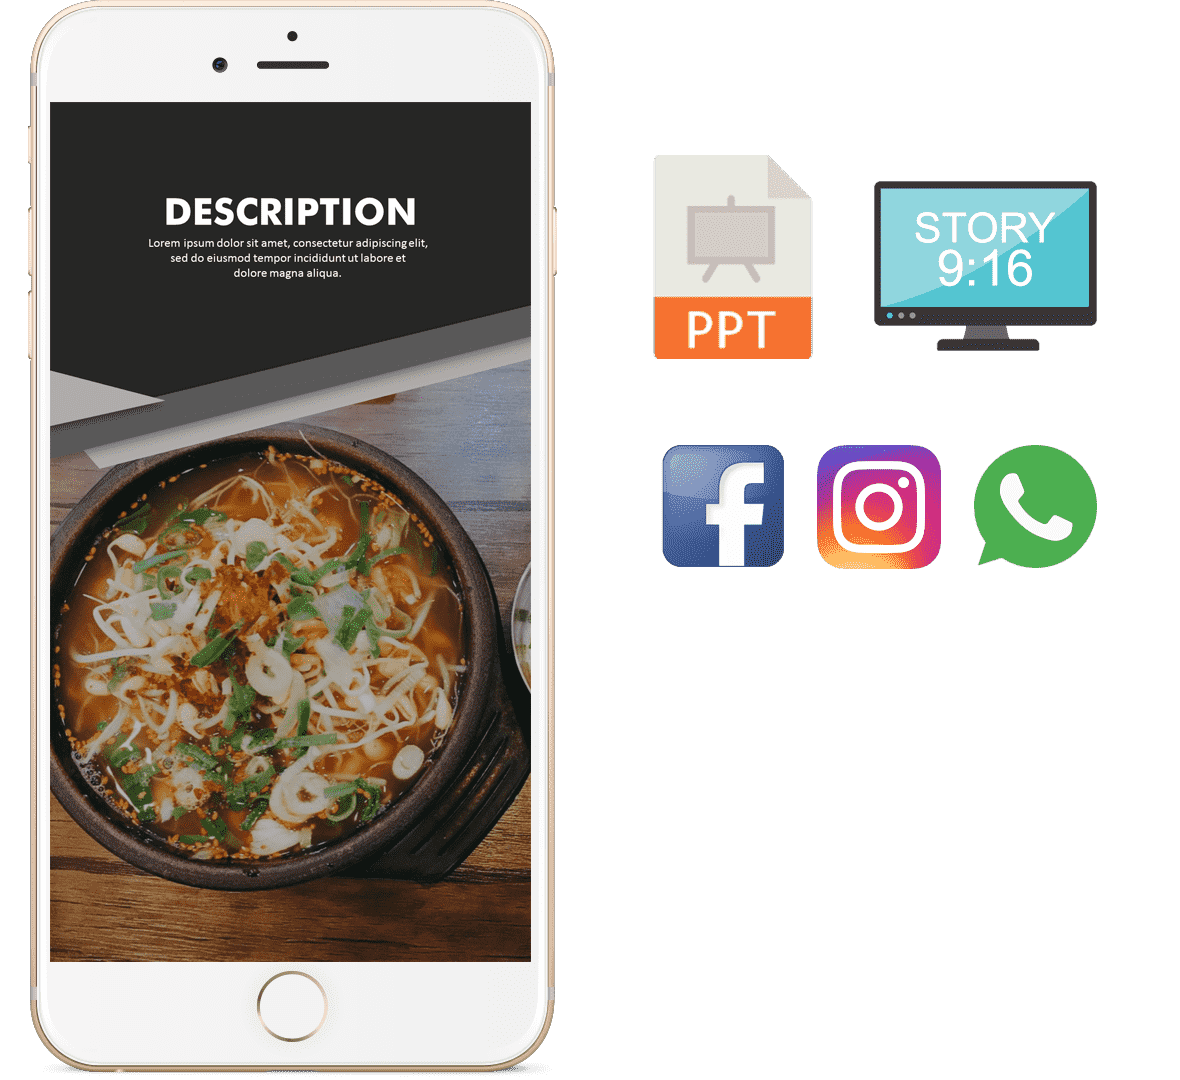 DESCRIPTION
Lorem ipsum dolor sit amet, consectetur adipiscing elit,
sed do eiusmod tempor incididunt ut labore et
dolore magna aliqua.
PPT
STORY
9:16